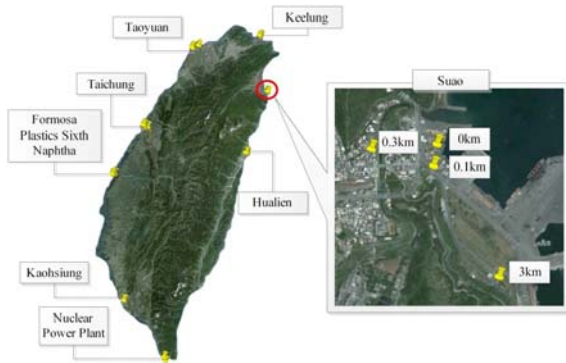 Keelung
Taoyuan
Suao
Taichung
Formosa
Plastics Sixth
Naphtha
0.3km
0km
0.1km
Hualien
3km
Kaohsiung
Nuclear
Power Plant